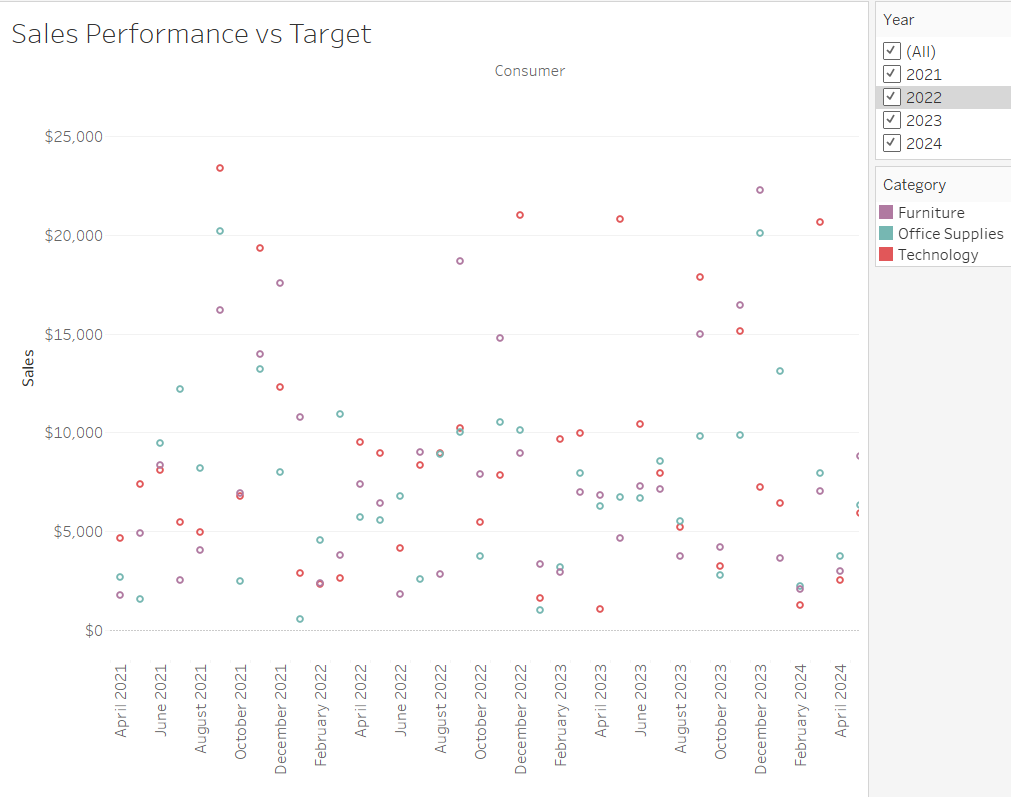 Sales Performance vs Target
Consumer
$25,000
$20,000
$15,000
$10,000
$5,000
$0
Sales
April 2021
June 2021
August 2021
October 2021
December 2021
February 2022
April 2022
June 2022
August 2022
October 2022
December 2022
February 2023
April 2023
June 2023
August 2023
October 2023
December 2023
February 2024
April 2024
Year
(All)
2021
2022
2023
2024
Category
Furniture
Office Supplies
Technology